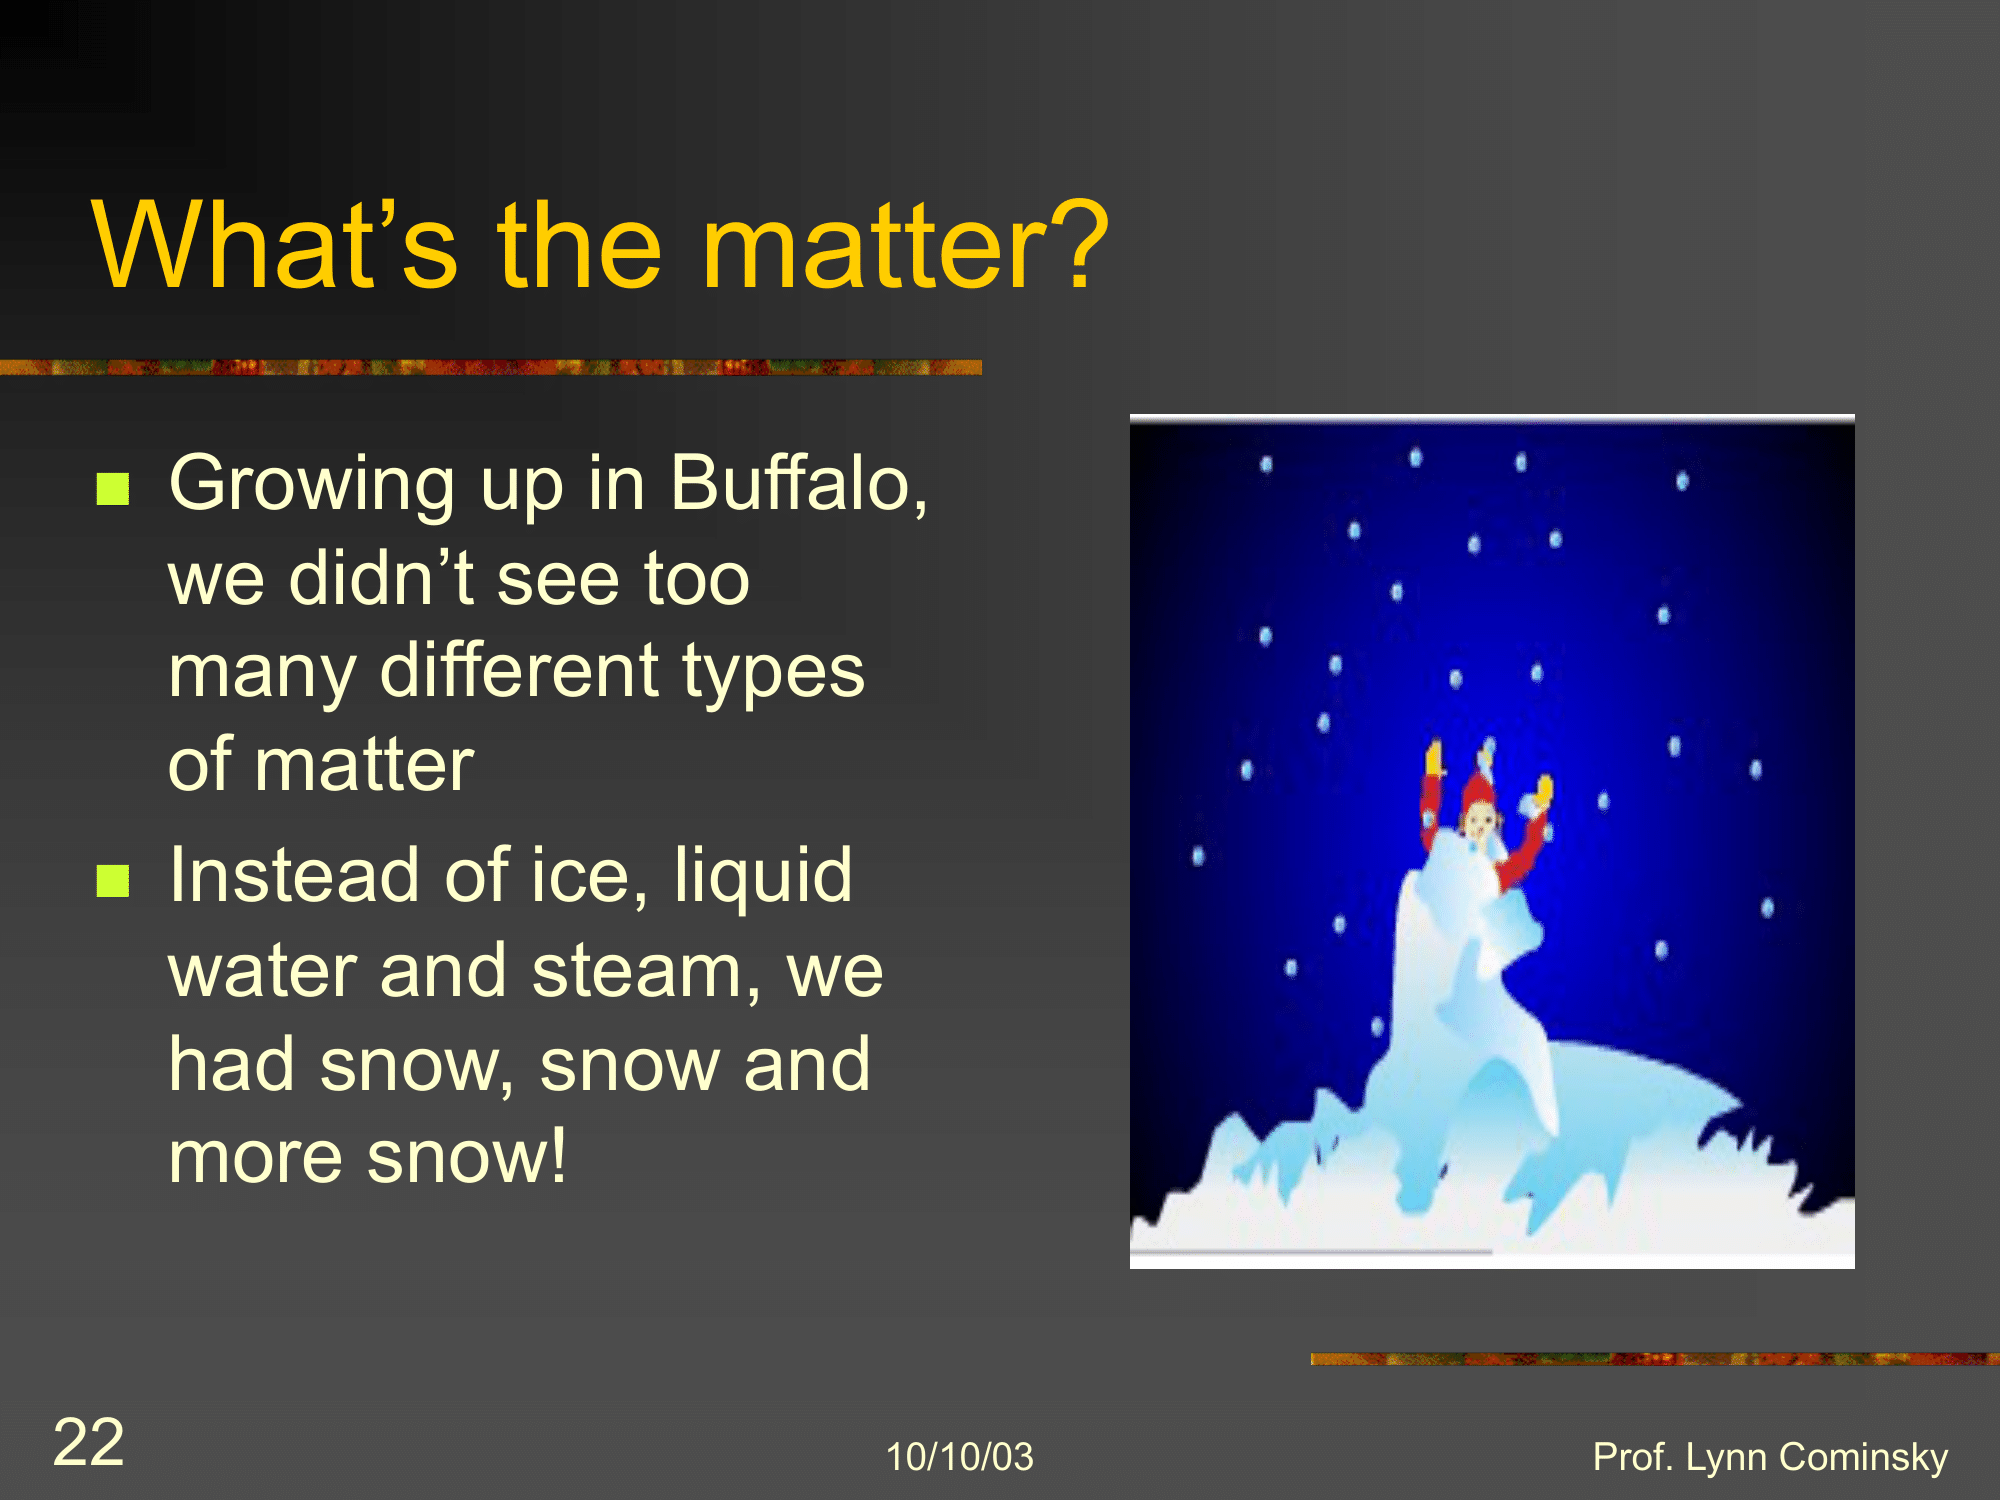 What’s the matter?
Growing up in Buffalo,
we didn’t see too
many different types
of matter
Instead of ice, liquid
water and steam, we
had snow, snow and
more snow!
22
10/10/03
Prof. Lynn Cominsky